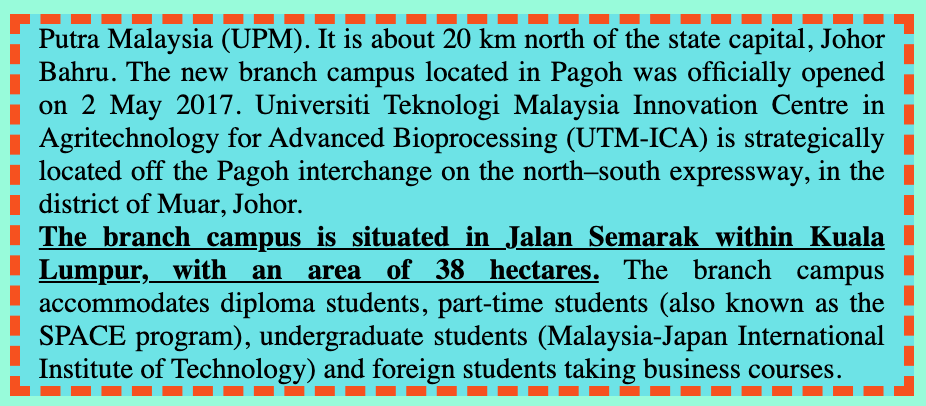 Putra Malaysia (UPM). It is about 20 km north of the state capital, Johor
Bahru. The new branch campus located in Pagoh was officially opened
on 2 May 2017. Universiti Teknologi Malaysia Innovation Centre in
Agritechnology for Advanced Bioprocessing (UTM-ICA) is strategically
located off the Pagoh interchange on the north–south expressway, in the
district of Muar, Johor.
The branch campus is situated in Jalan Semarak within Kuala
Lumpur, with an area of 38 hectares. The branch campus
accommodates diploma students, part-time students (also known as the
SPACE program), undergraduate students (Malaysia-Japan International
Institute of Technology) and foreign students taking business courses.